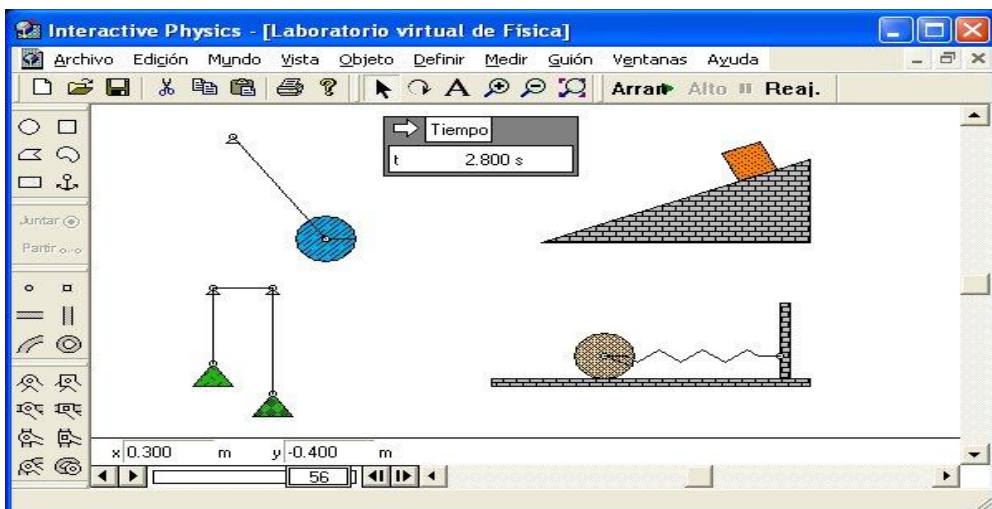 Interactive Physics - [Laboratorio virtual de Física]
Archivo Edición Mundo Vista Objeto Definir Medir Guión Ventanas Ayuda
A Arran Alto II Reaj.
Tiempo
t 2.800 s
Juntar
Partir
x 0.300 m y -0.400 m
56